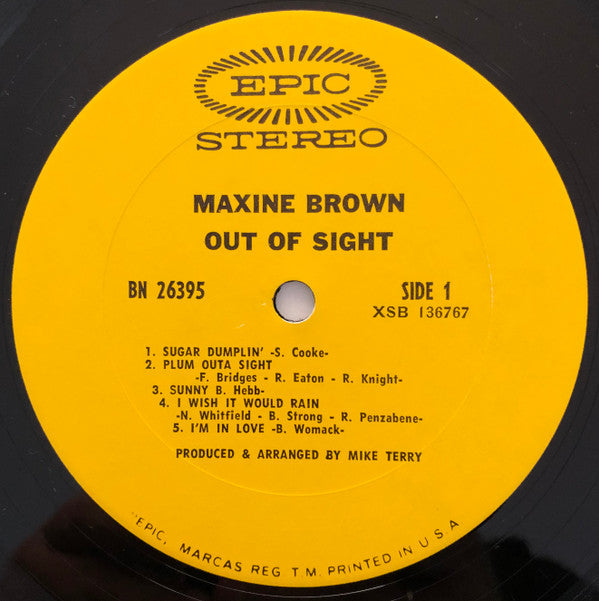 EPIC
STEREO
MAXINE BROWN
OUT OF SIGHT
BN 26395
SIDE 1
XSB 136767
1. SUGAR DUMPLIN' -S. Cooke-
2. PLUM OUTA SIGHT
-F. Bridges - R. Eaton - R. Knight-
3. SUNNY B. Hebb-
4. I WISH IT WOULD RAIN
-N. Whitfield - B. Strong - R. Penzabene-
5. I'M IN LOVE -B. Womack-
PRODUCED & ARRANGED BY MIKE TERRY
"EPIC, MARCAS REG T.M. PRINTED IN U S A